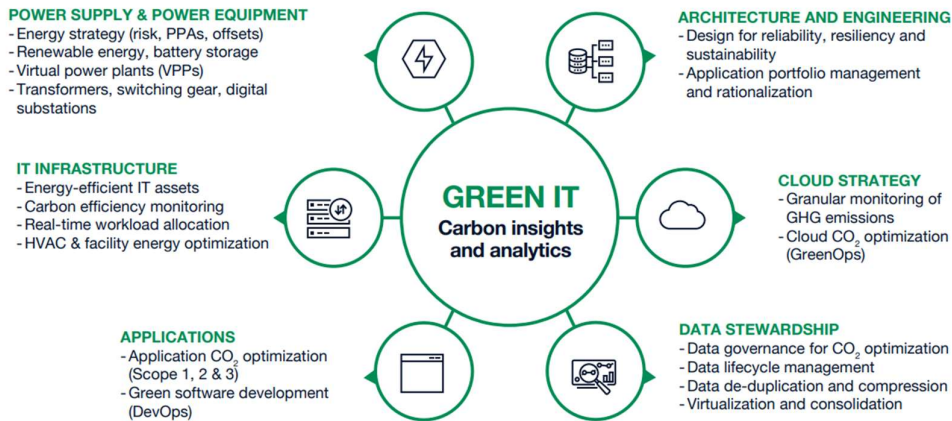 POWER SUPPLY & POWER EQUIPMENT
- Energy strategy (risk, PPAs, offsets)
- Renewable energy, battery storage
- Virtual power plants (VPPs)
- Transformers, switching gear, digital
substations
ARCHITECTURE AND ENGINEERING
- Design for reliability, resiliency and
sustainability
- Application portfolio management
and rationalization
IT INFRASTRUCTURE
- Energy-efficient IT assets
- Carbon efficiency monitoring
- Real-time workload allocation
- HVAC & facility energy optimization
GREEN IT
Carbon insights
and analytics
CLOUD STRATEGY
- Granular monitoring of
GHG emissions
- Cloud CO₂ optimization
(GreenOps)
APPLICATIONS
- Application CO₂ optimization
(Scope 1, 2 & 3)
- Green software development
(DevOps)
DATA STEWARDSHIP
- Data governance for CO₂ optimization
- Data lifecycle management
- Data de-duplication and compression
- Virtualization and consolidation